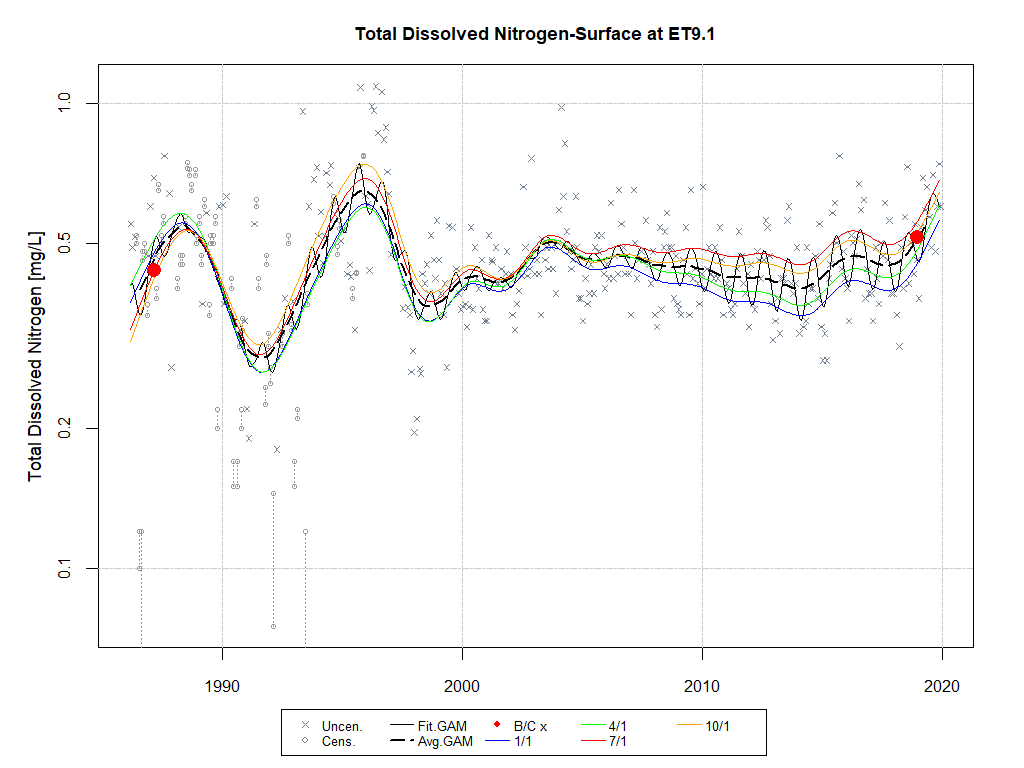 Total Dissolved Nitrogen-Surface at ET9.1
Total Dissolved Nitrogen [mg/L]
1.0
0.5
0.2
0.1
1990 2000 2010 2020
Uncen. Fit.GAM B/C x 4/1 10/1
Cens. Avg.GAM 1/1 7/1